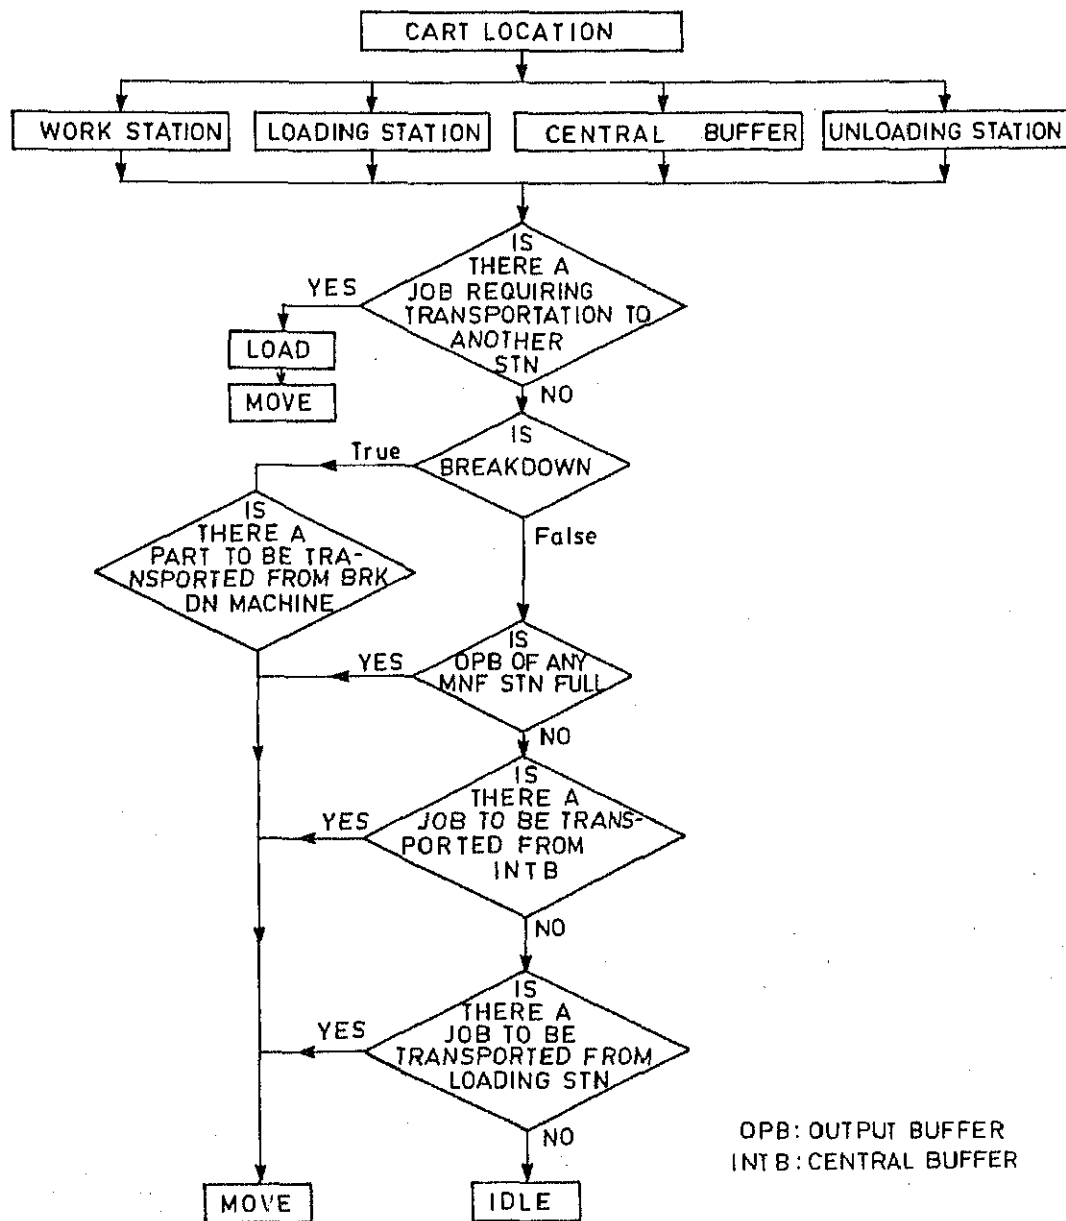 CART LOCATION
WORK STATION
LOADING STATION
CENTRAL BUFFER
UNLOADING STATION
IS
THERE A
JOB REQUIRING
TRANSPORTATION TO
ANOTHER
STN
YES
LOAD
MOVE
NO
IS
BREAKDOWN
True
IS
THERE A
PART TO BE TRA-
NSPORTED FROM BRK
DN MACHINE
False
IS
OPB OF ANY
MNF STN FULL
YES
NO
IS
THERE A
JOB TO BE TRANS-
PORTED FROM
INTB
YES
NO
IS
THERE A
JOB TO BE
TRANSPORTED FROM
LOADING STN
YES
NO
OPB: OUTPUT BUFFER
INTB: CENTRAL BUFFER
MOVE
IDLE